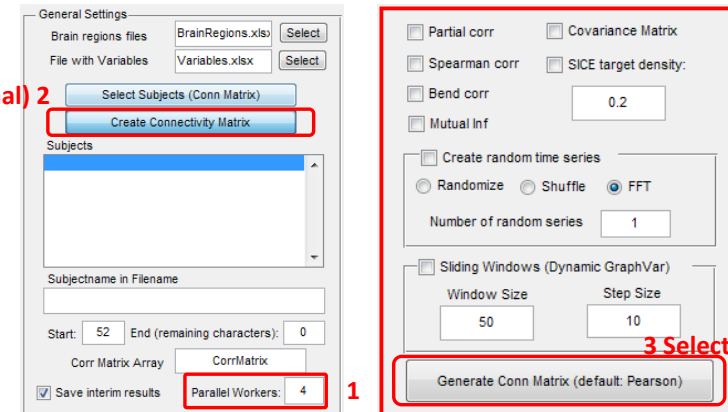 General Settings
Brain regions files BrainRegions.xls Select
File with Variables Variables.xlsx Select
al) 2 Select Subjects (Conn Matrix)
Create Connectivity Matrix
Subjects
Subjectname in Filename
Start: 52 End (remaining characters): 0
Corr Matrix Array CorrMatrix
Save interim results Parallel Workers: 4 1
Partial corr Covariance Matrix
Spearman corr SICE target density:
Bend corr 0.2
Mutual Inf
Create random time series
Randomize Shuffle FFT
Number of random series 1
Sliding Windows (Dynamic GraphVar)
Window Size Step Size
50 10
3 Select
Generate Conn Matrix (default: Pearson)